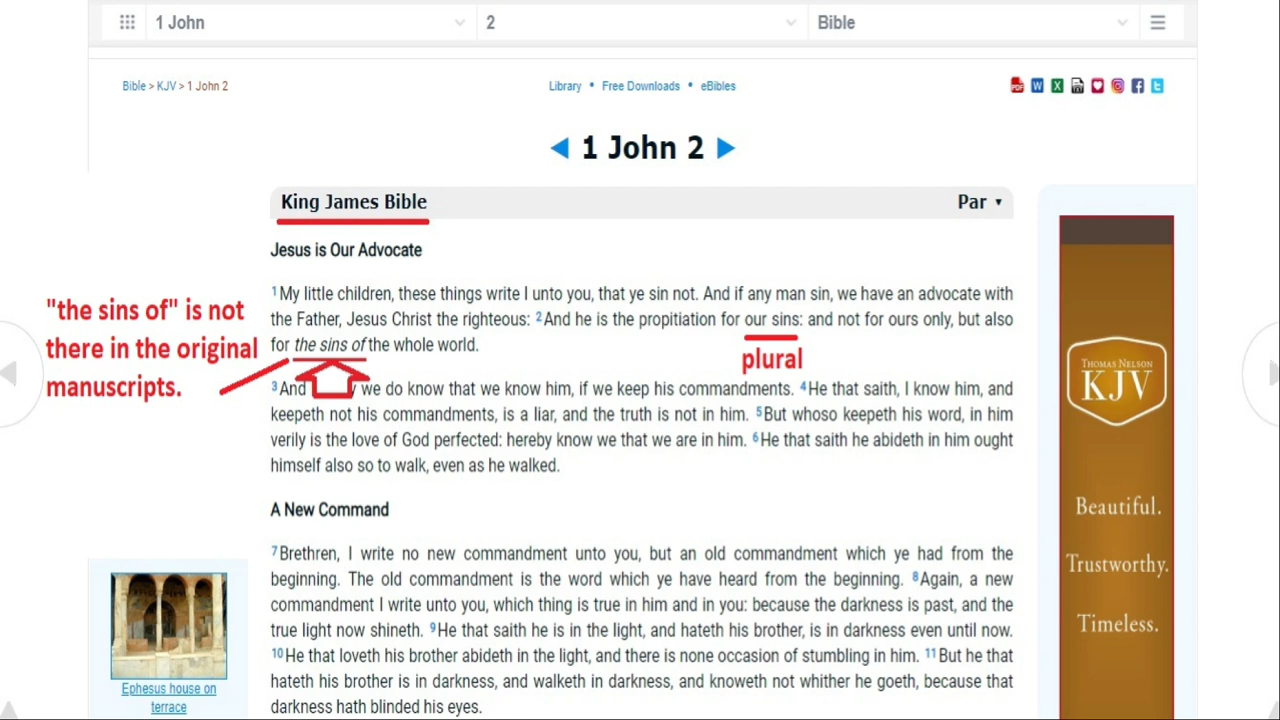 1 John 2 Bible
Bible > KJV > 1 John 2
Library • Free Downloads • eBibles
◄ 1 John 2 ►
King James Bible
Par ▼
Jesus is Our Advocate
1 My little children, these things write I unto you, that ye sin not. And if any man sin, we have an advocate with
the Father, Jesus Christ the righteous: 2 And he is the propitiation for our sins: and not for ours only, but also
for the sins of the whole world.
"the sins of" is not
there in the original
manuscripts.
plural
3 And we do know that we know him, if we keep his commandments. 4 He that saith, I know him, and
keepeth not his commandments, is a liar, and the truth is not in him. 5 But whoso keepeth his word, in him
verily is the love of God perfected: hereby know we that we are in him. 6 He that saith he abideth in him ought
himself also so to walk, even as he walked.
A New Command
7 Brethren, I write no new commandment unto you, but an old commandment which ye had from the
beginning. The old commandment is the word which ye have heard from the beginning. 8 Again, a new
commandment I write unto you, which thing is true in him and in you: because the darkness is past, and the
true light now shineth. 9 He that saith he is in the light, and hateth his brother, is in darkness even until now.
10 He that loveth his brother abideth in the light, and there is none occasion of stumbling in him. 11 But he that
hateth his brother is in darkness, and walketh in darkness, and knoweth not whither he goeth, because that
darkness hath blinded his eyes.
Ephesus house on
terrace
THOMAS NELSON
KJV
Beautiful.
Trustworthy.
Timeless.